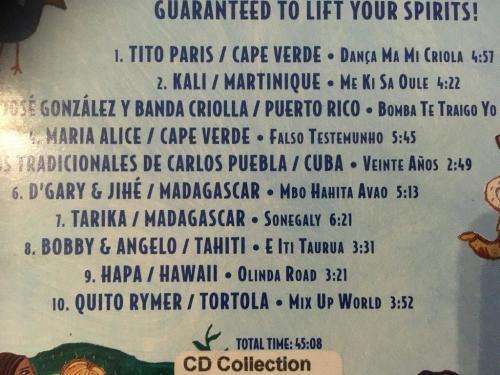 GUARANTEED TO LIFT YOUR SPIRITS!
1. TITO PARIS / CAPE VERDE • DANÇA MA MI CRIOLA 4:57
2. KALI / MARTINIQUE • ME KI SA OULE 4:22
JOSÉ GONZÁLEZ Y BANDA CRIOLLA / PUERTO RICO • BOMBA TE TRAIGO YO
4. MARIA ALICE / CAPE VERDE • FALSO TESTEMUNHO 5:45
S TRADICIONALES DE CARLOS PUEBLA / CUBA • VEINTE AÑOS 2:49
6. D'GARY & JIHÉ / MADAGASCAR • MBO HAHITA AVAO 5:13
7. TARIKA / MADAGASCAR • SONEGALY 6:21
8. BOBBY & ANGELO / TAHITI • E ITI TAURUA 3:31
9. HAPA / HAWAII • OLINDA ROAD 3:21
10. QUITO RYMER / TORTOLA • MIX UP WORLD 3:52
TOTAL TIME: 45:08
CD Collection